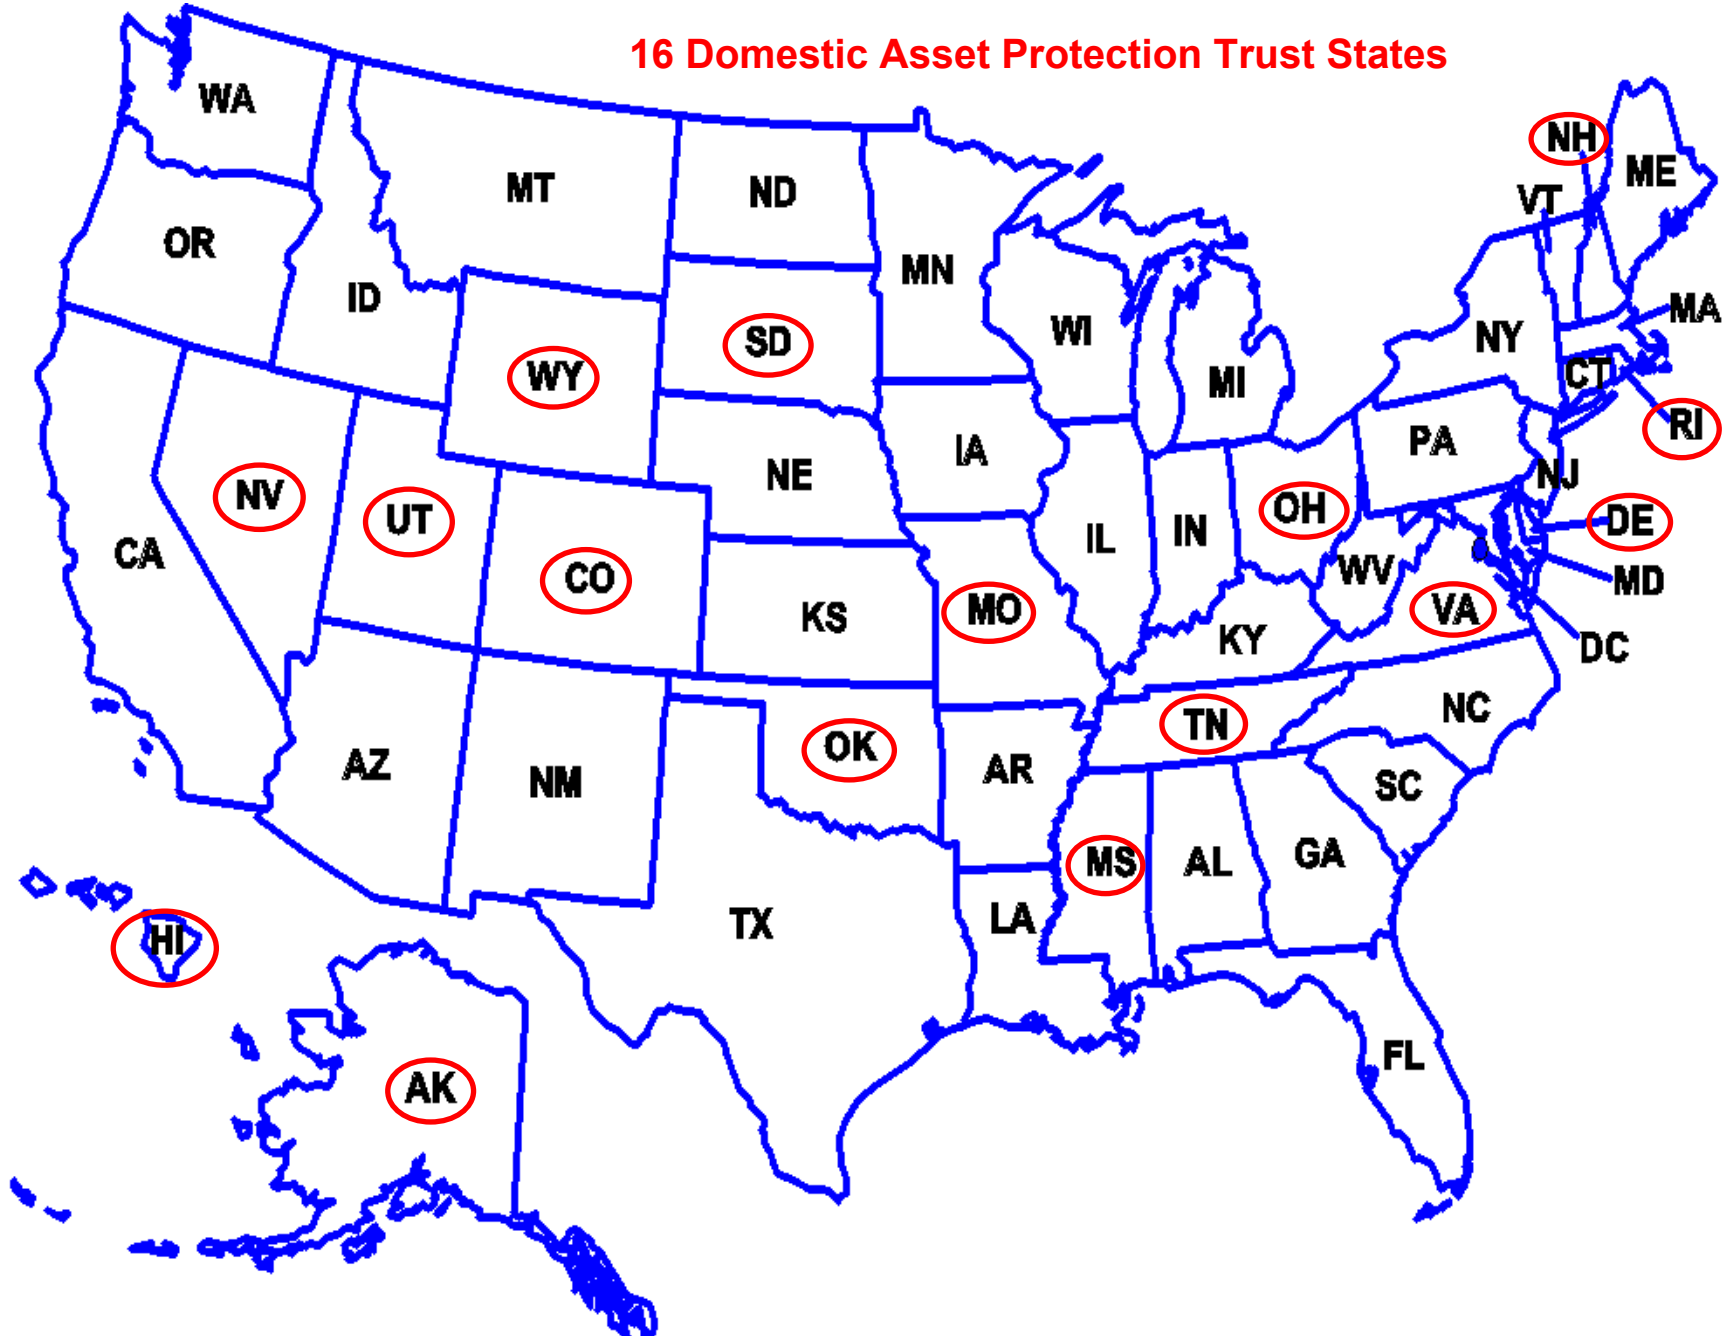 16 Domestic Asset Protection Trust States
WA
NH
ME
MT
ND
VT
OR
MN
ID
MA
WI
NY
SD
WY
CT
MI
RI
PA
IA
NE
NJ
NV
OH
UT
DE
IN
IL
CA
WV
CO
MD
MO
VA
KS
KY
DC
NC
TN
OK
AZ
AR
NM
SC
GA
MS
AL
LA
TX
HI
FL
AK